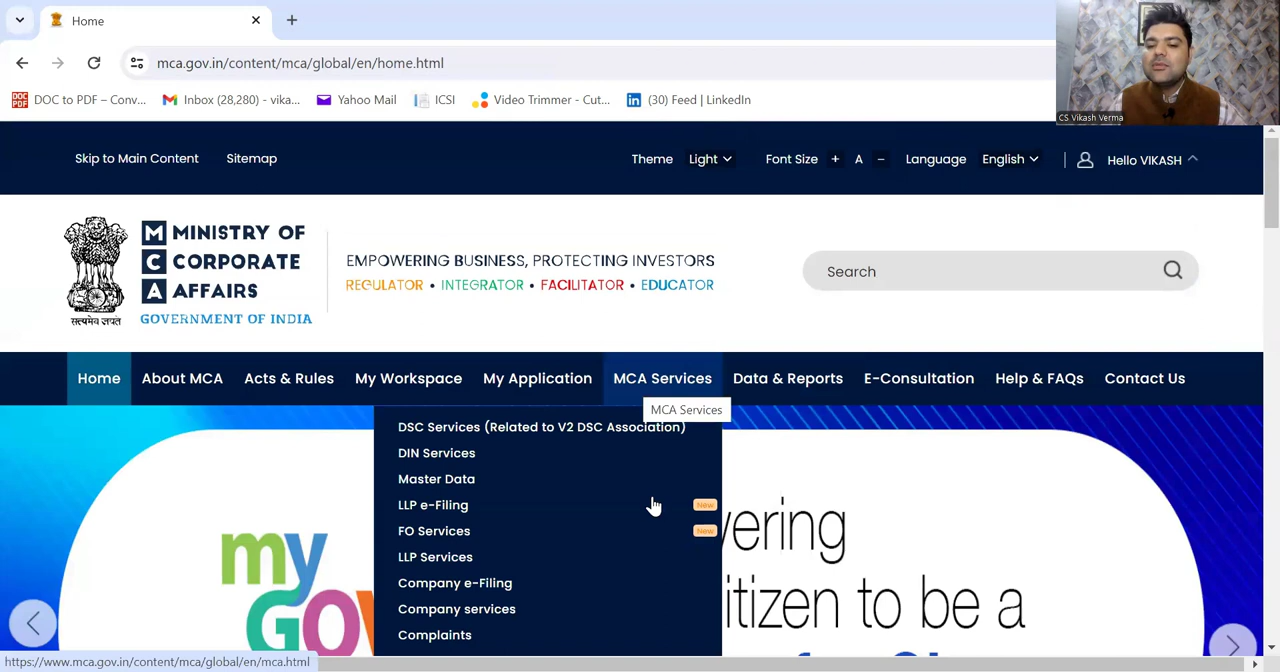 Home
mca.gov.in/content/mca/global/en/home.html
DOC to PDF – Conv... Inbox (28,280) - vika... Yahoo Mail ICSI Video Trimmer - Cut... (30) Feed | LinkedIn
CS Vikash Verma
Skip to Main Content Sitemap Theme Light Font Size + A − Language English Hello VIKASH
MINISTRY OF
CORPORATE
AFFAIRS
GOVERNMENT OF INDIA
सत्यमेव जयते
EMPOWERING BUSINESS, PROTECTING INVESTORS
REGULATOR • INTEGRATOR • FACILITATOR • EDUCATOR
Search
Home About MCA Acts & Rules My Workspace My Application MCA Services Data & Reports E-Consultation Help & FAQs Contact Us
MCA Services
DSC Services (Related to V2 DSC Association)
DIN Services
Master Data
LLP e-Filing New
FO Services New
LLP Services
Company e-Filing
Company services
Complaints
my
GOV
vering
itizen to be a
https://www.mca.gov.in/content/mca/global/en/mca.html